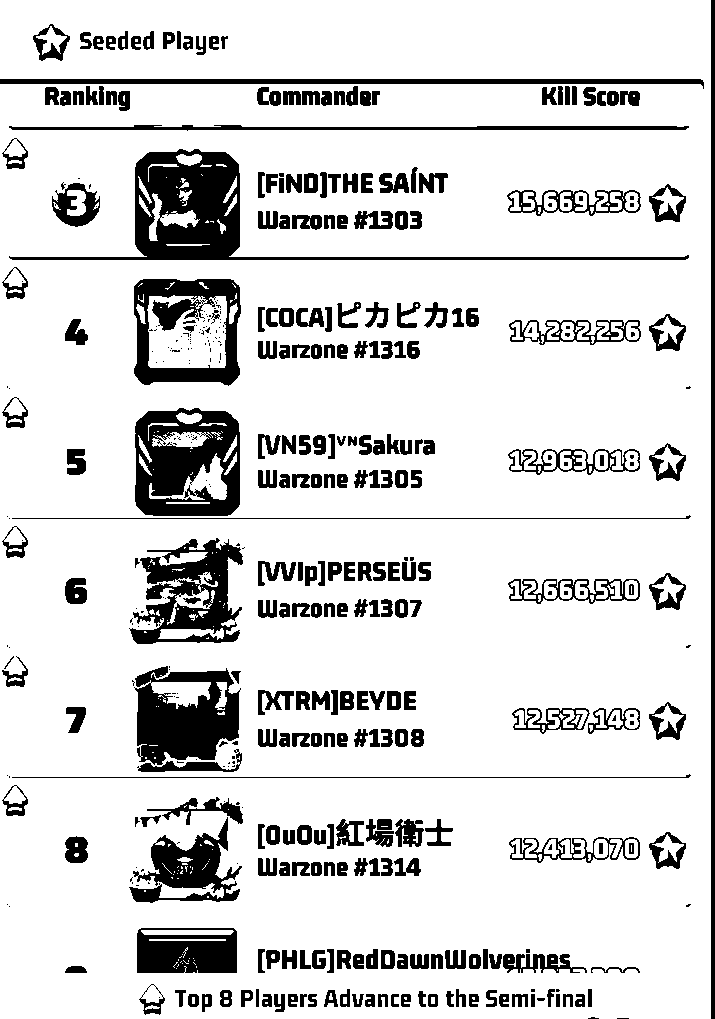 Seeded Player
Ranking Commander Kill Score
3 [FiND]THE SAÍNT 15,669,258
Warzone #1303
4 [COCA]ピカピカ16 14,282,256
Warzone #1316
5 [VN59]ⱽᴺSakura 12,963,018
Warzone #1305
6 [VVIp]PERSEÜS 12,666,510
Warzone #1307
7 [XTRM]BEYDE 12,527,148
Warzone #1308
8 [OuOu]紅場衛士 12,413,070
Warzone #1314
[PHLG]RedDawnWolverines
Top 8 Players Advance to the Semi-final